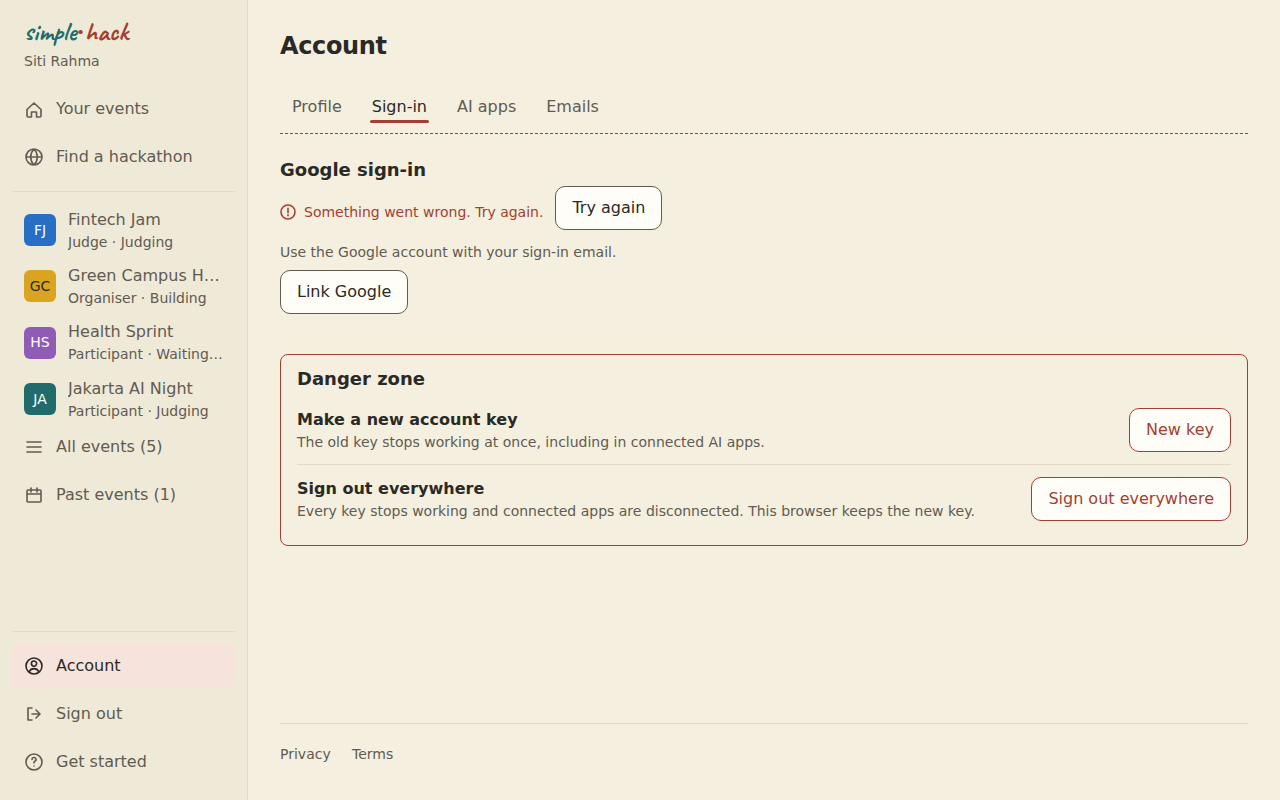 simple·hack
Siti Rahma
Your events
Find a hackathon
FJ
Fintech Jam
Judge · Judging
GC
Green Campus H…
Organiser · Building
HS
Health Sprint
Participant · Waiting…
JA
Jakarta AI Night
Participant · Judging
All events (5)
Past events (1)
Account
Sign out
Get started
Account
Profile Sign-in AI apps Emails
Google sign-in
Something went wrong. Try again. Try again
Use the Google account with your sign-in email.
Link Google
Danger zone
Make a new account key
The old key stops working at once, including in connected AI apps.
New key
Sign out everywhere
Every key stops working and connected apps are disconnected. This browser keeps the new key.
Sign out everywhere
Privacy Terms